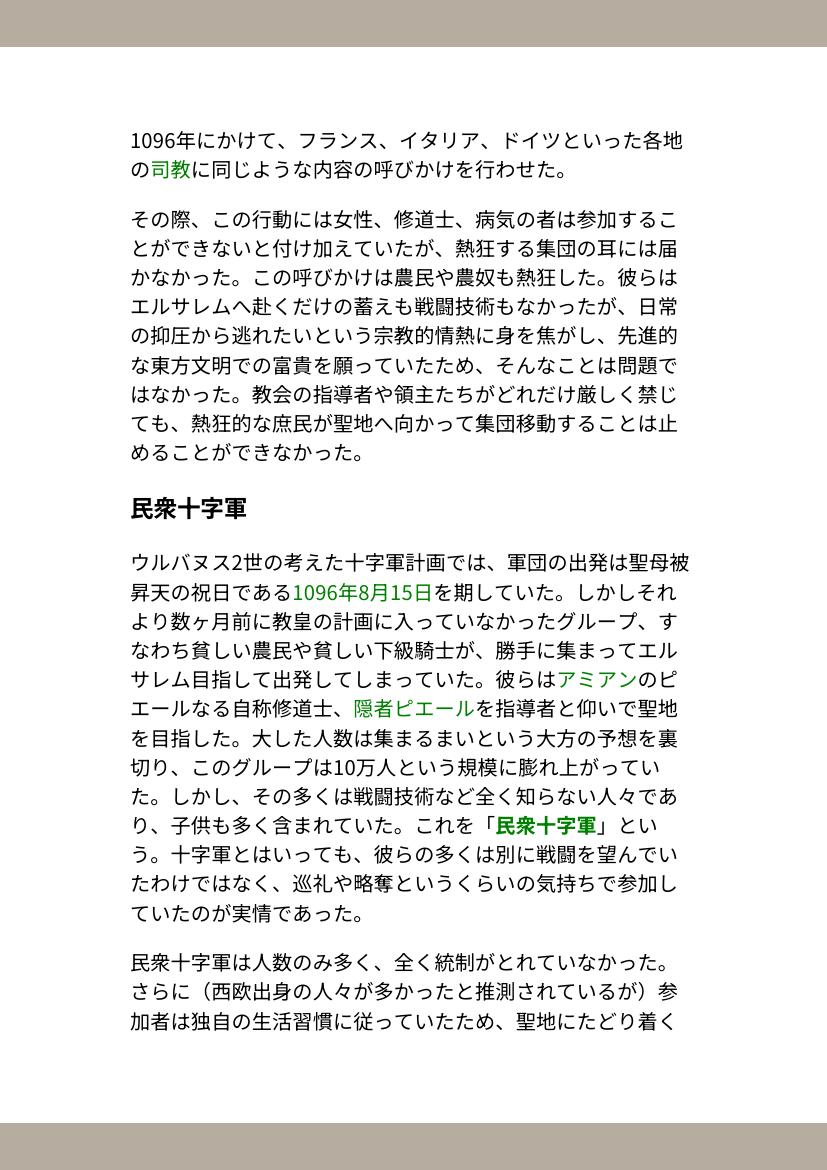 1096年にかけて、フランス、イタリア、ドイツといった各地
の司教に同じような内容の呼びかけを行わせた。
その際、この行動には女性、修道士、病気の者は参加するこ
とができないと付け加えていたが、熱狂する集団の耳には届
かなかった。この呼びかけは農民や農奴も熱狂した。彼らは
エルサレムへ赴くだけの蓄えも戦闘技術もなかったが、日常
の抑圧から逃れたいという宗教的情熱に身を焦がし、先進的
な東方文明での富貴を願っていたため、そんなことは問題で
はなかった。教会の指導者や領主たちがどれだけ厳しく禁じ
ても、熱狂的な庶民が聖地へ向かって集団移動することは止
めることができなかった。
民衆十字軍
ウルバヌス2世の考えた十字軍計画では、軍団の出発は聖母被
昇天の祝日である1096年8月15日を期していた。しかしそれ
より数ヶ月前に教皇の計画に入っていなかったグループ、す
なわち貧しい農民や貧しい下級騎士が、勝手に集まってエル
サレム目指して出発してしまっていた。彼らはアミアンのピ
エールなる自称修道士、隠者ピエールを指導者と仰いで聖地
を目指した。大した人数は集まるまいという大方の予想を裏
切り、このグループは10万人という規模に膨れ上がってい
た。しかし、その多くは戦闘技術など全く知らない人々であ
り、子供も多く含まれていた。これを「民衆十字軍」とい
う。十字軍とはいっても、彼らの多くは別に戦闘を望んでい
たわけではなく、巡礼や略奪というくらいの気持ちで参加し
ていたのが実情であった。
民衆十字軍は人数のみ多く、全く統制がとれていなかった。
さらに（西欧出身の人々が多かったと推測されているが）参
加者は独自の生活習慣に従っていたため、聖地にたどり着く